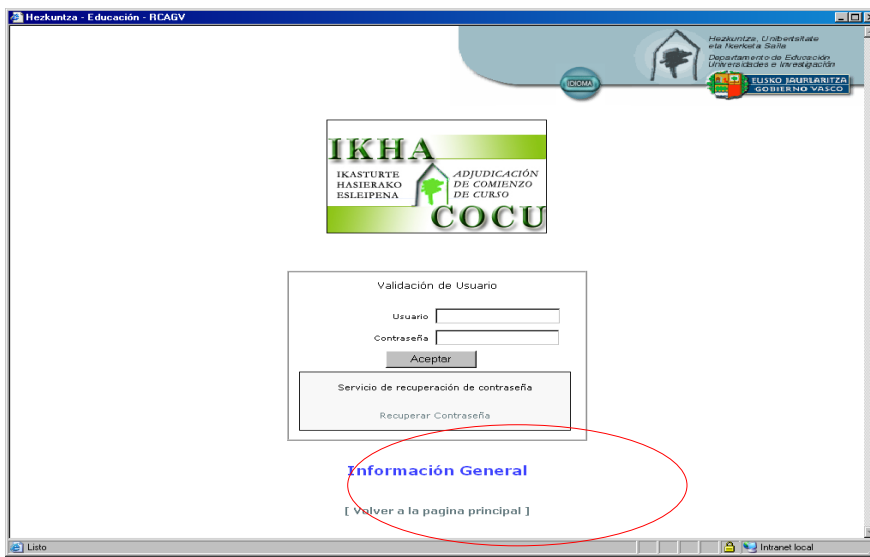 Hezkuntza - Educación - RCAGV
Hezkuntza, Unibertsitate
eta Ikerketa Saila
Departamento de Educación
Universidades e Investigación
IDIOMA
EUSKO JAURLARITZA
GOBIERNO VASCO
IKHA
IKASTURTE
HASIERAKO
ESLEIPENA
ADJUDICACIÓN
DE COMIENZO
DE CURSO
COCU
Validación de Usuario
Usuario
Contraseña
Aceptar
Servicio de recuperación de contraseña
Recuperar Contraseña
Información General
[ Volver a la pagina principal ]
Listo
Intranet local